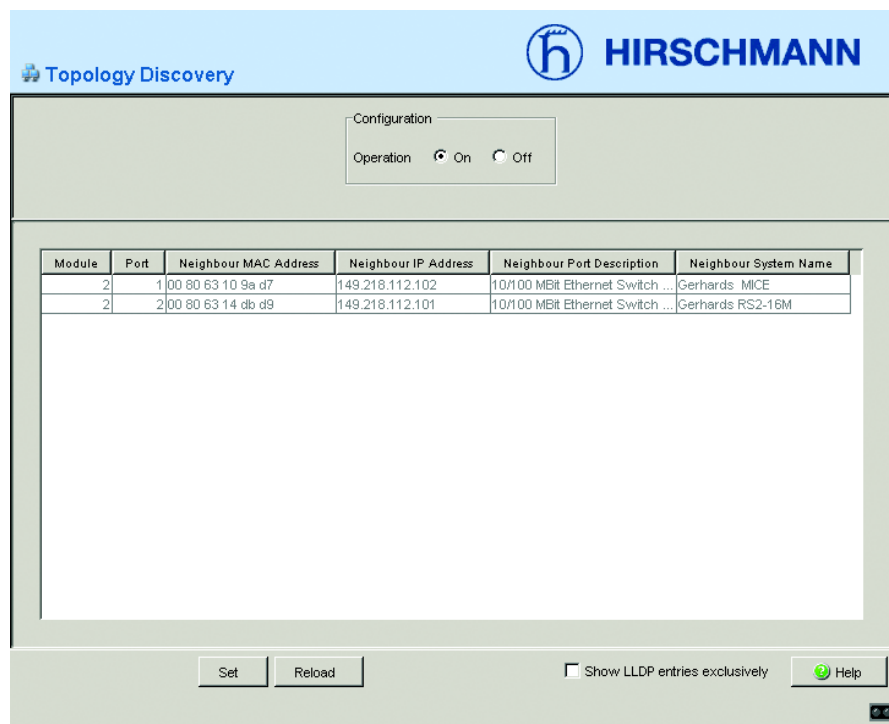 HIRSCHMANN
Topology Discovery
Configuration
Operation On Off
Module Port Neighbour MAC Address Neighbour IP Address Neighbour Port Description Neighbour System Name
2 1 00 80 63 10 9a d7 149.218.112.102 10/100 MBit Ethernet Switch ... Gerhards MICE
2 2 00 80 63 14 db d9 149.218.112.101 10/100 MBit Ethernet Switch ... Gerhards RS2-16M
Set Reload Show LLDP entries exclusively Help